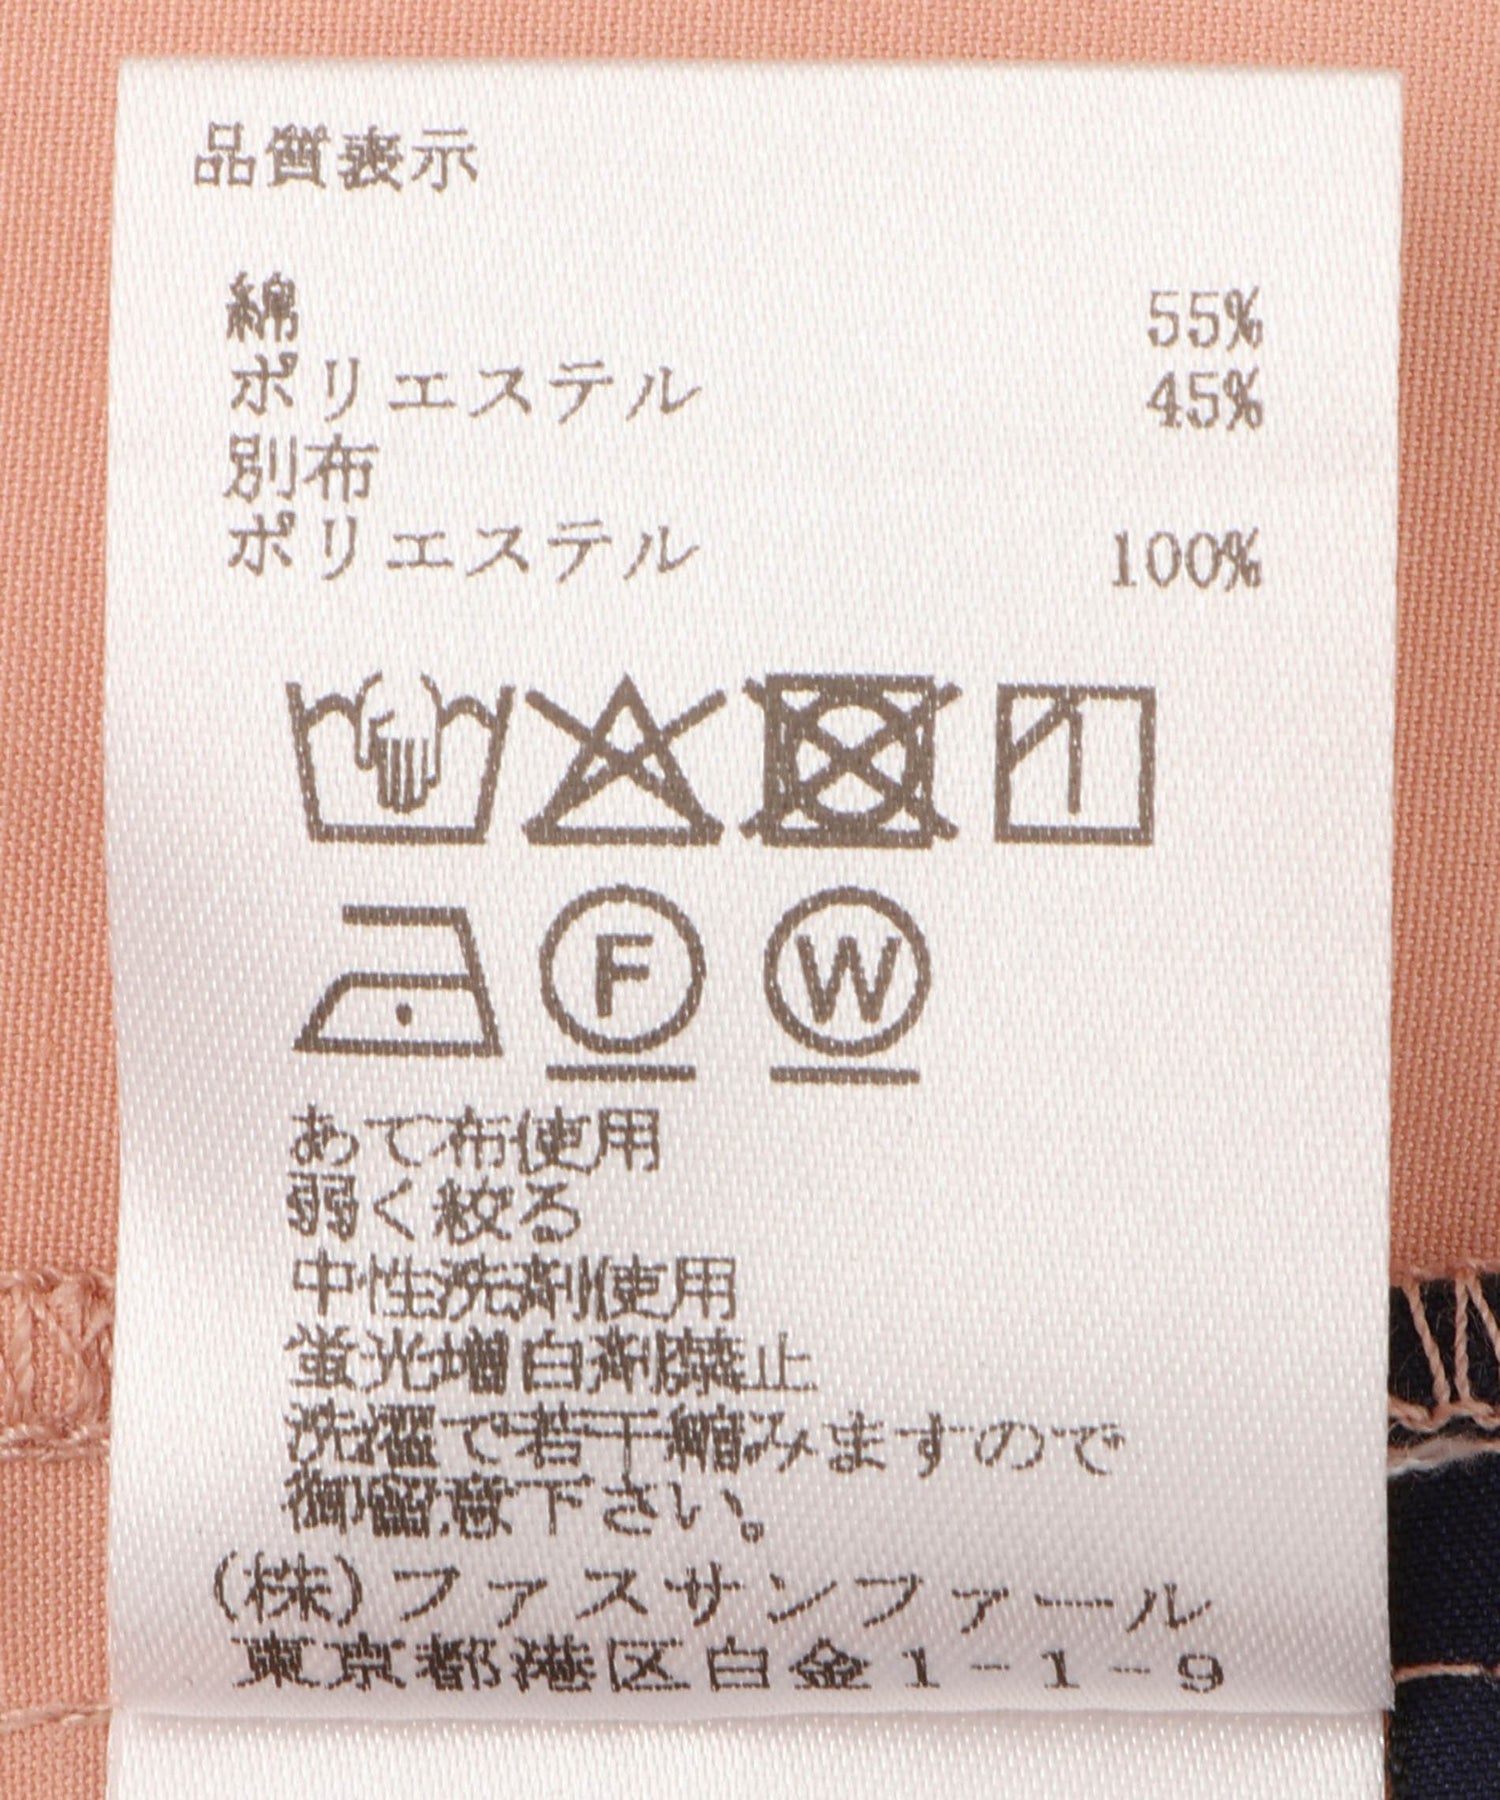 品質表示
綿 55%
ポリエステル 45%
別布
ポリエステル 100%
F W
あて布使用
弱く絞る
中性洗剤使用
蛍光増白剤禁止
洗濯で若干縮みますので
御留意下さい。
(株)ファスサンファール
東京都港区白金1-1-9